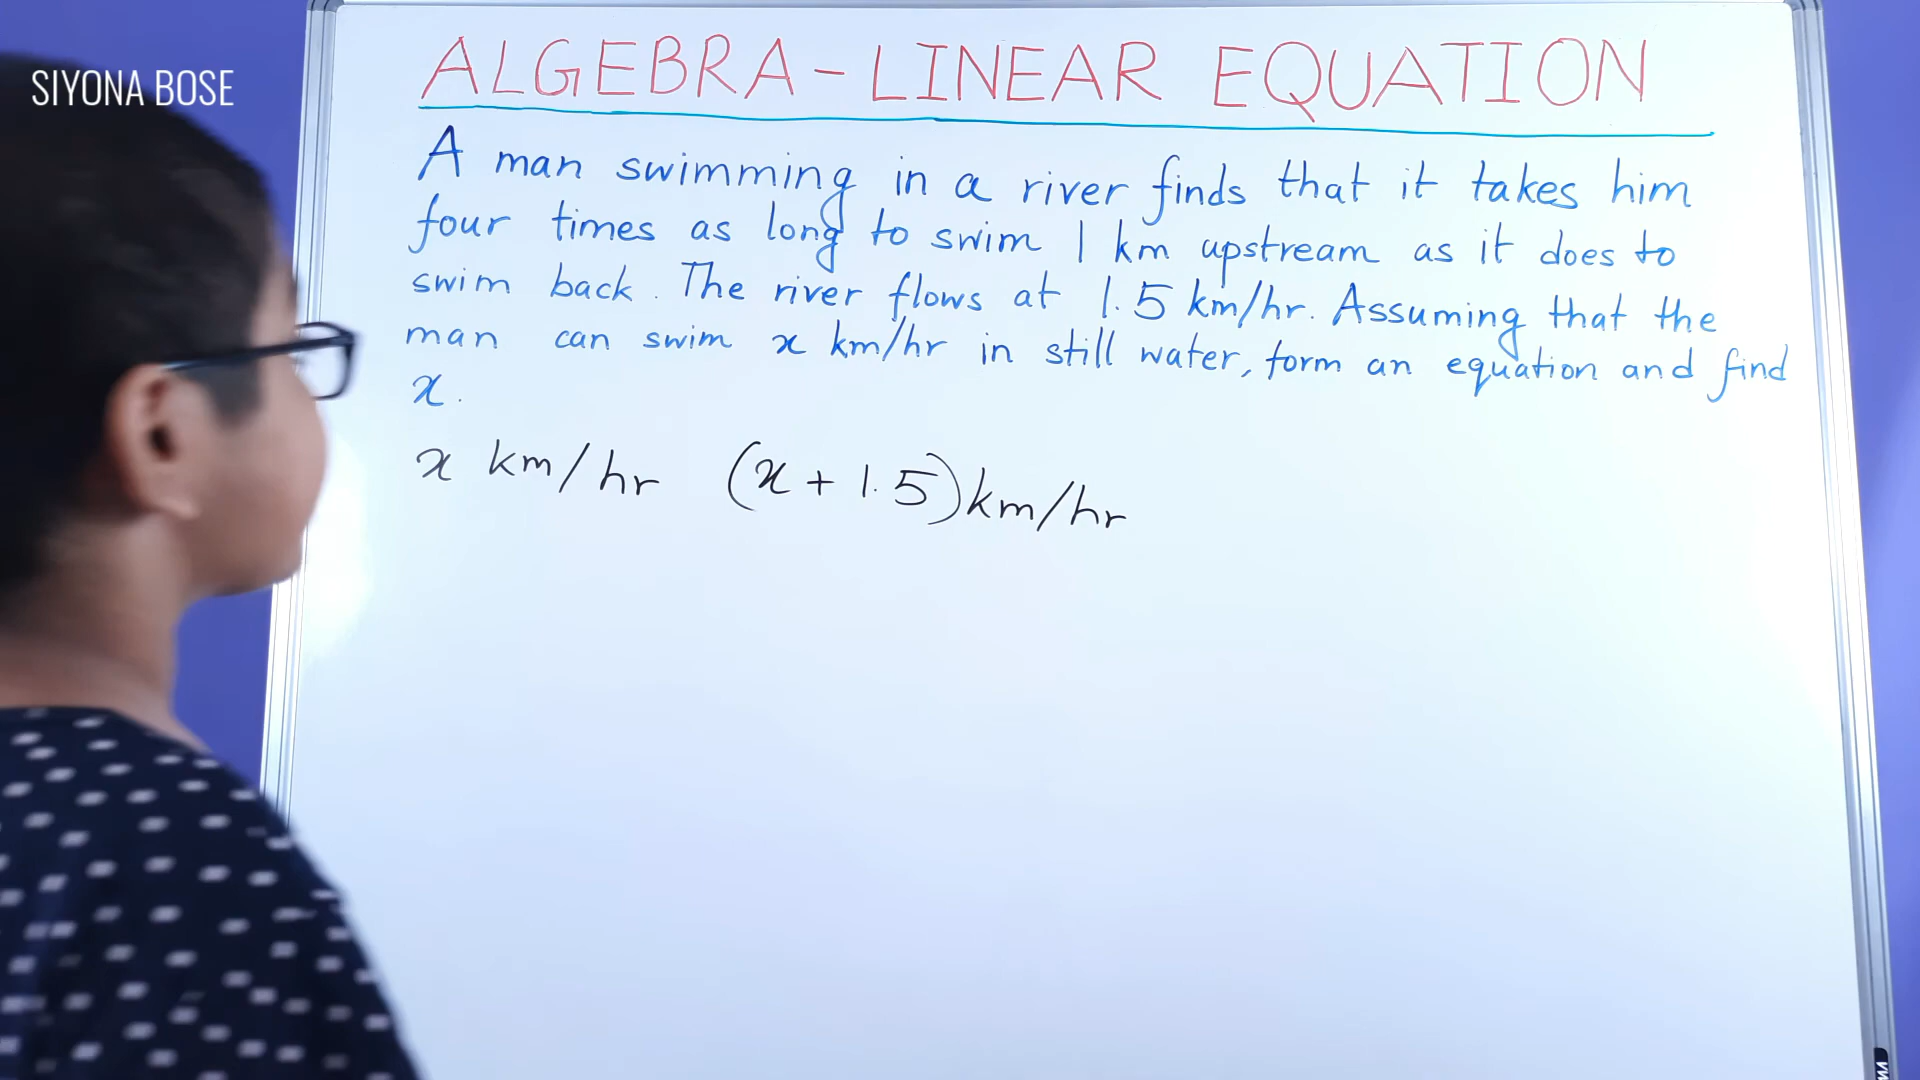 SIYONA BOSE
ALGEBRA - LINEAR EQUATION
A man swimming in a river finds that it takes him
four times as long to swim 1 km upstream as it does to
swim back. The river flows at 1.5 km/hr. Assuming that the
man can swim x km/hr in still water, form an equation and find
x.
x km/hr (x + 1.5) km/hr